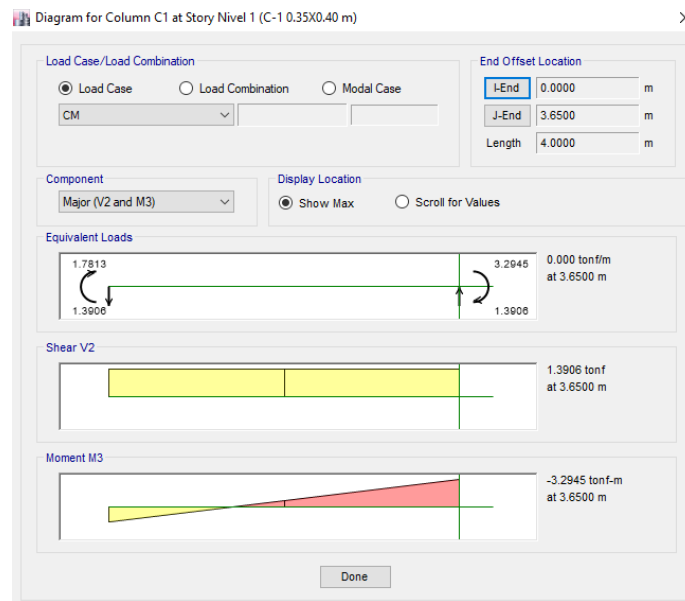 Diagram for Column C1 at Story Nivel 1 (C-1 0.35X0.40 m)
Load Case/Load Combination
Load Case Load Combination Modal Case
CM
End Offset Location
I-End 0.0000 m
J-End 3.6500 m
Length 4.0000 m
Component
Major (V2 and M3)
Display Location
Show Max Scroll for Values
Equivalent Loads
1.7813 3.2945
1.3906 1.3906
0.000 tonf/m
at 3.6500 m
Shear V2
1.3906 tonf
at 3.6500 m
Moment M3
-3.2945 tonf-m
at 3.6500 m
Done